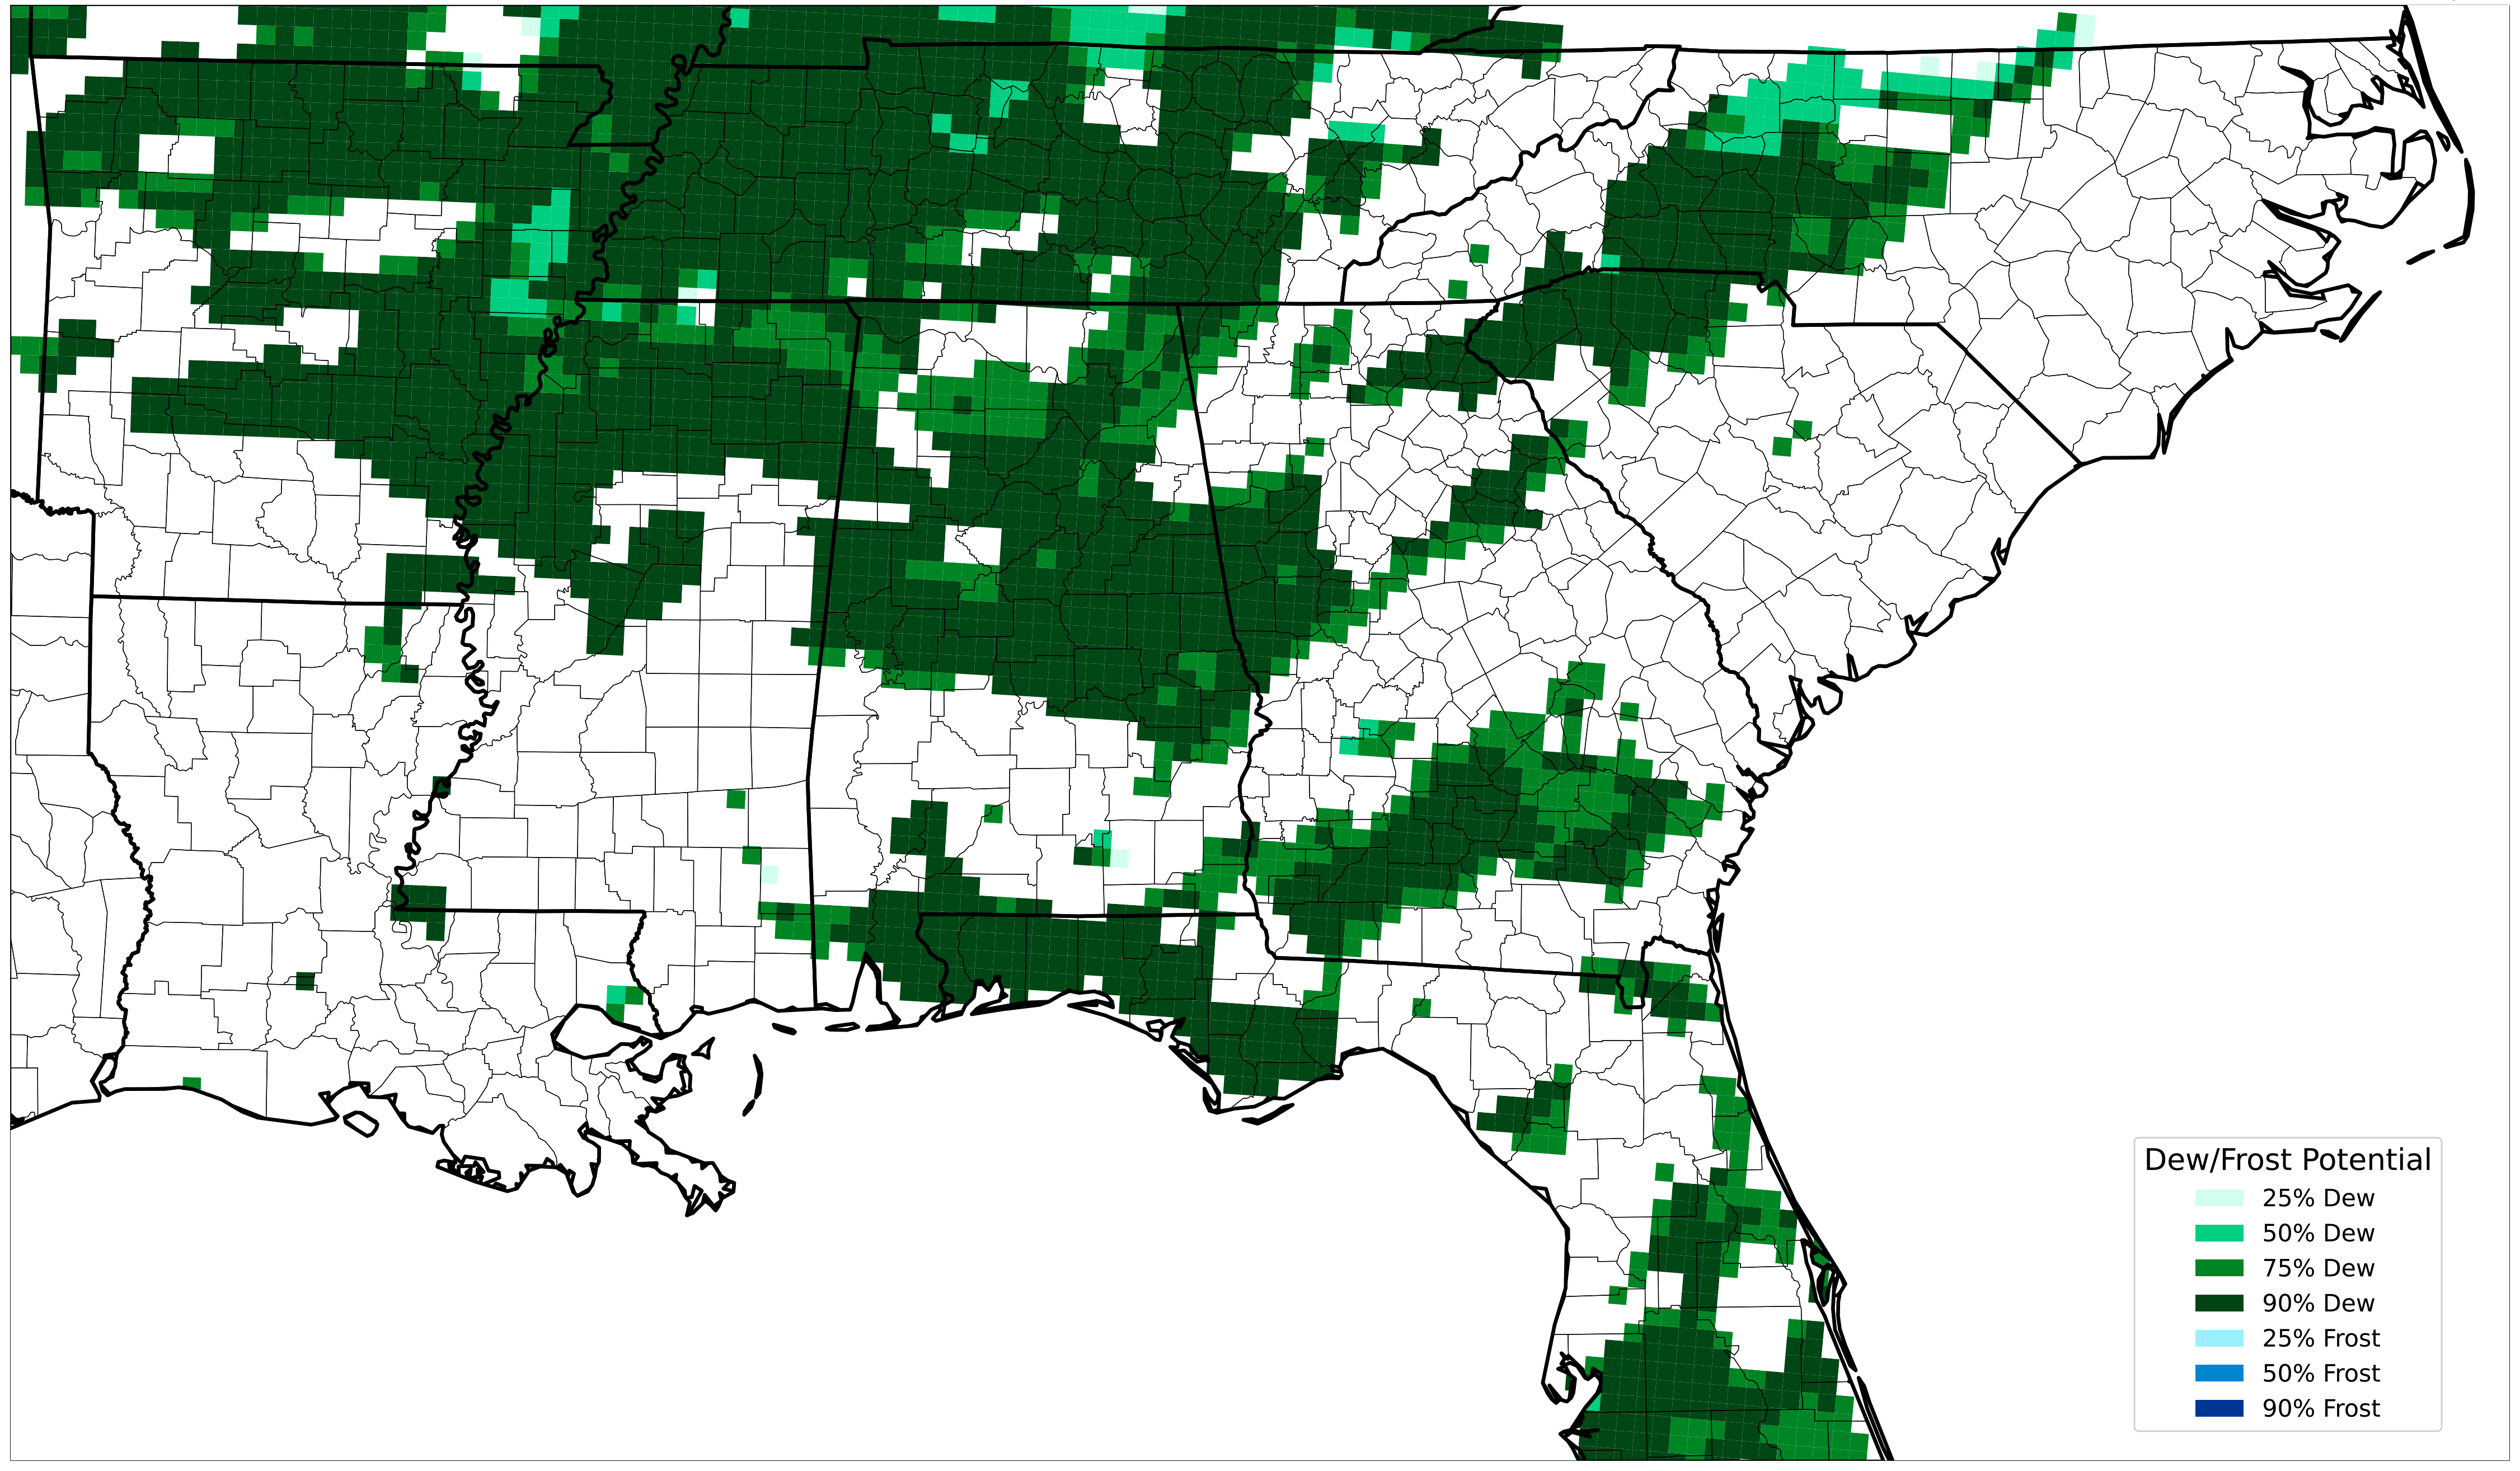 Dew/Frost Potential
25% Dew
50% Dew
75% Dew
90% Dew
25% Frost
50% Frost
90% Frost